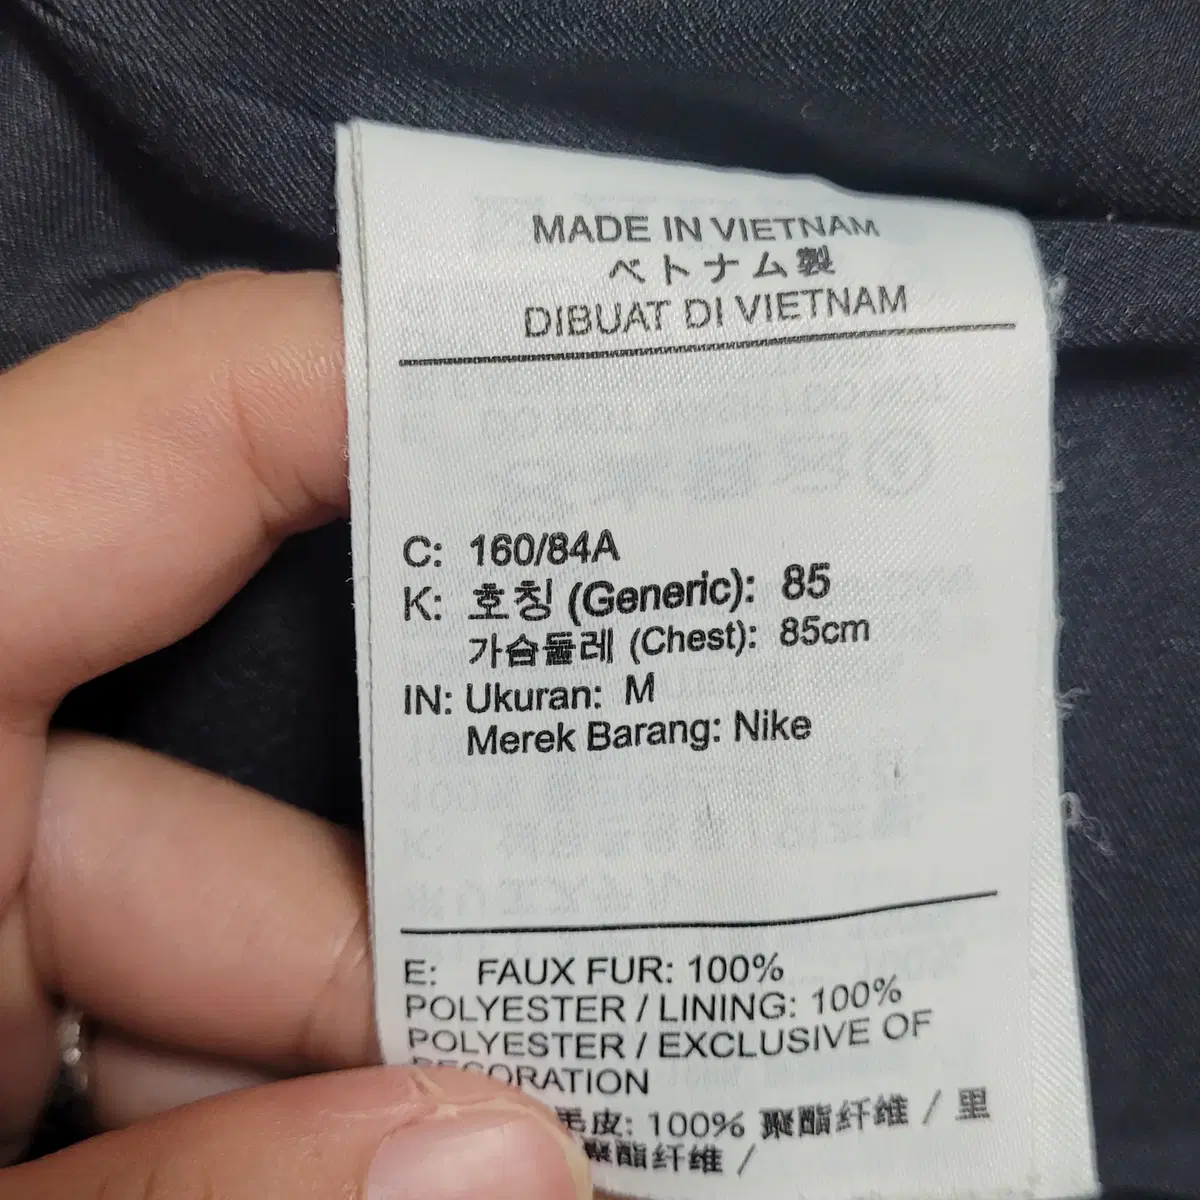 MADE IN VIETNAM
ベトナム製
DIBUAT DI VIETNAM
C: 160/84A
K: 호칭 (Generic): 85
가슴둘레 (Chest): 85cm
IN: Ukuran: M
Merek Barang: Nike
E: FAUX FUR: 100%
POLYESTER / LINING: 100%
POLYESTER / EXCLUSIVE OF
DECORATION
毛皮: 100% 聚酯纤维 / 里
聚酯纤维 /